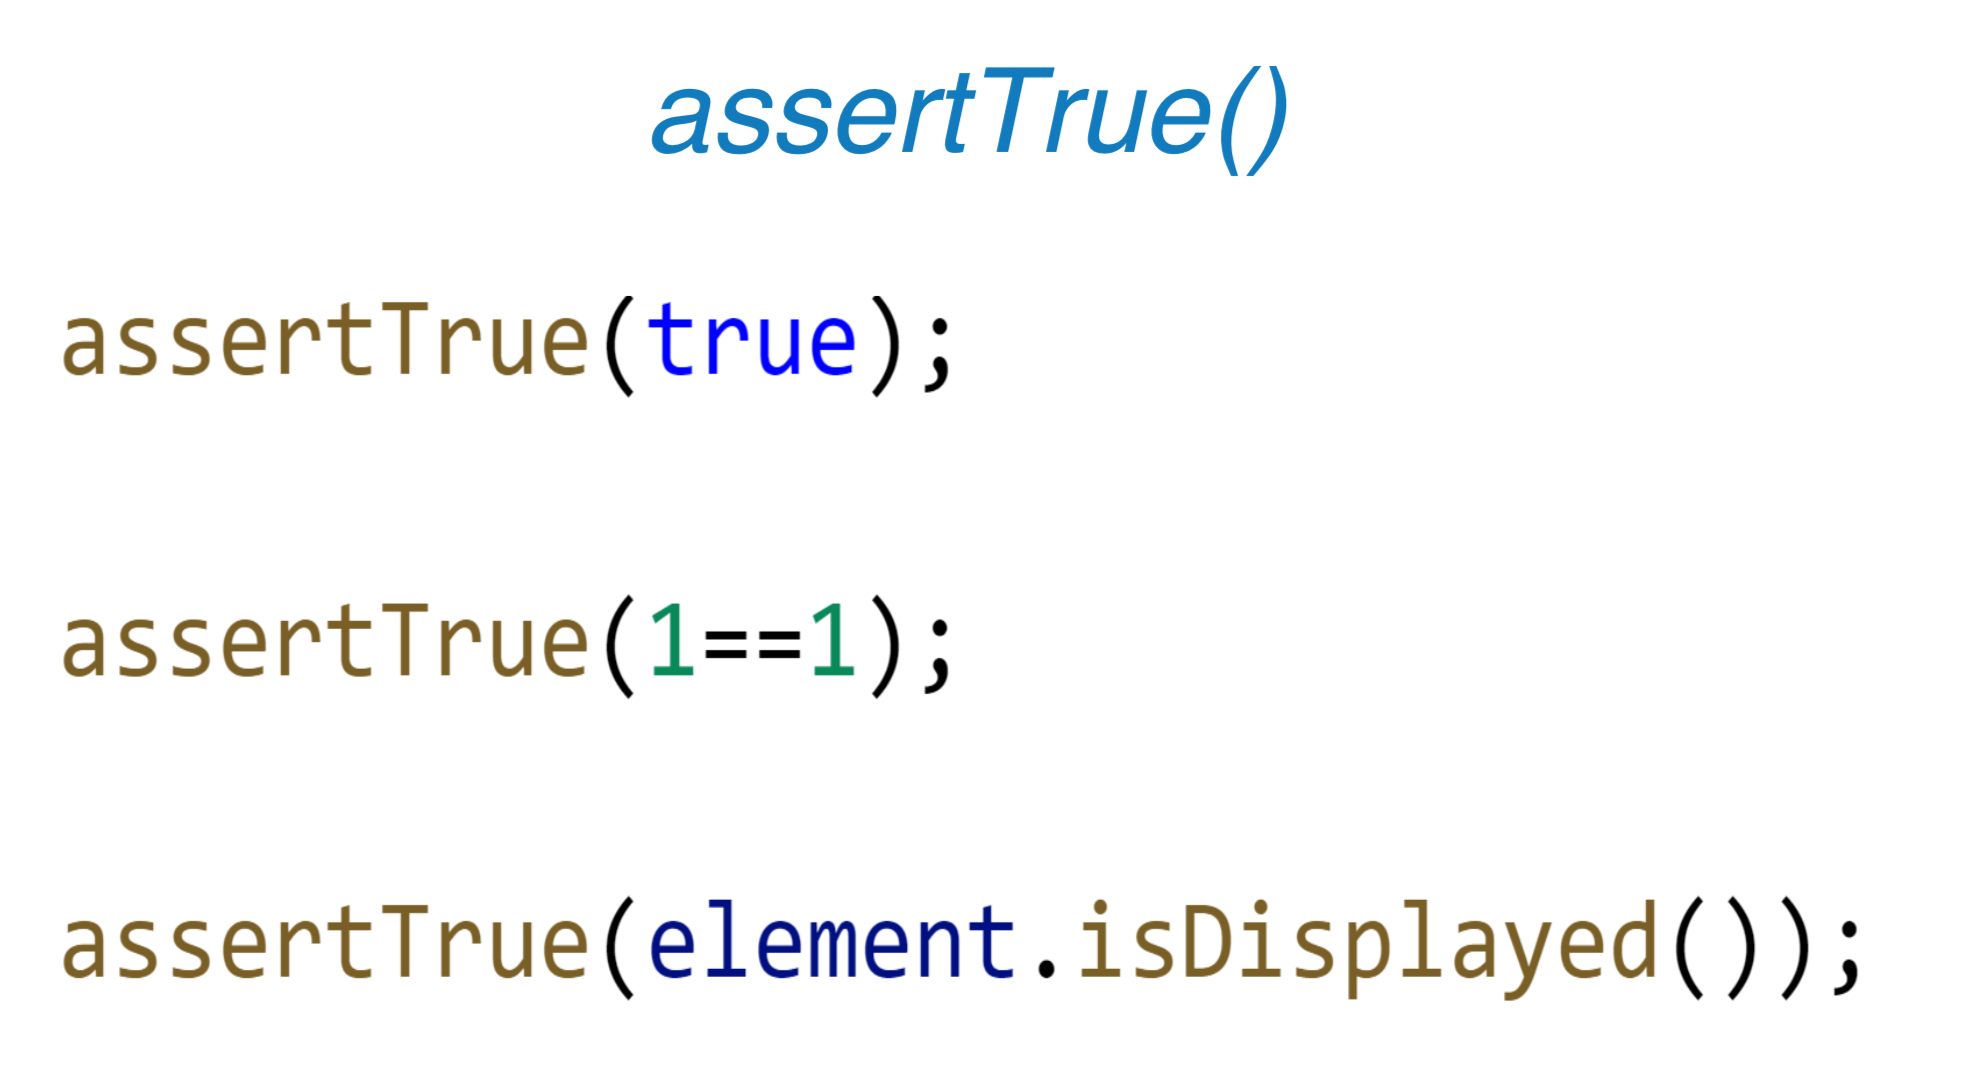 assertTrue()
assertTrue(true);
assertTrue(1==1);
assertTrue(element.isDisplayed());